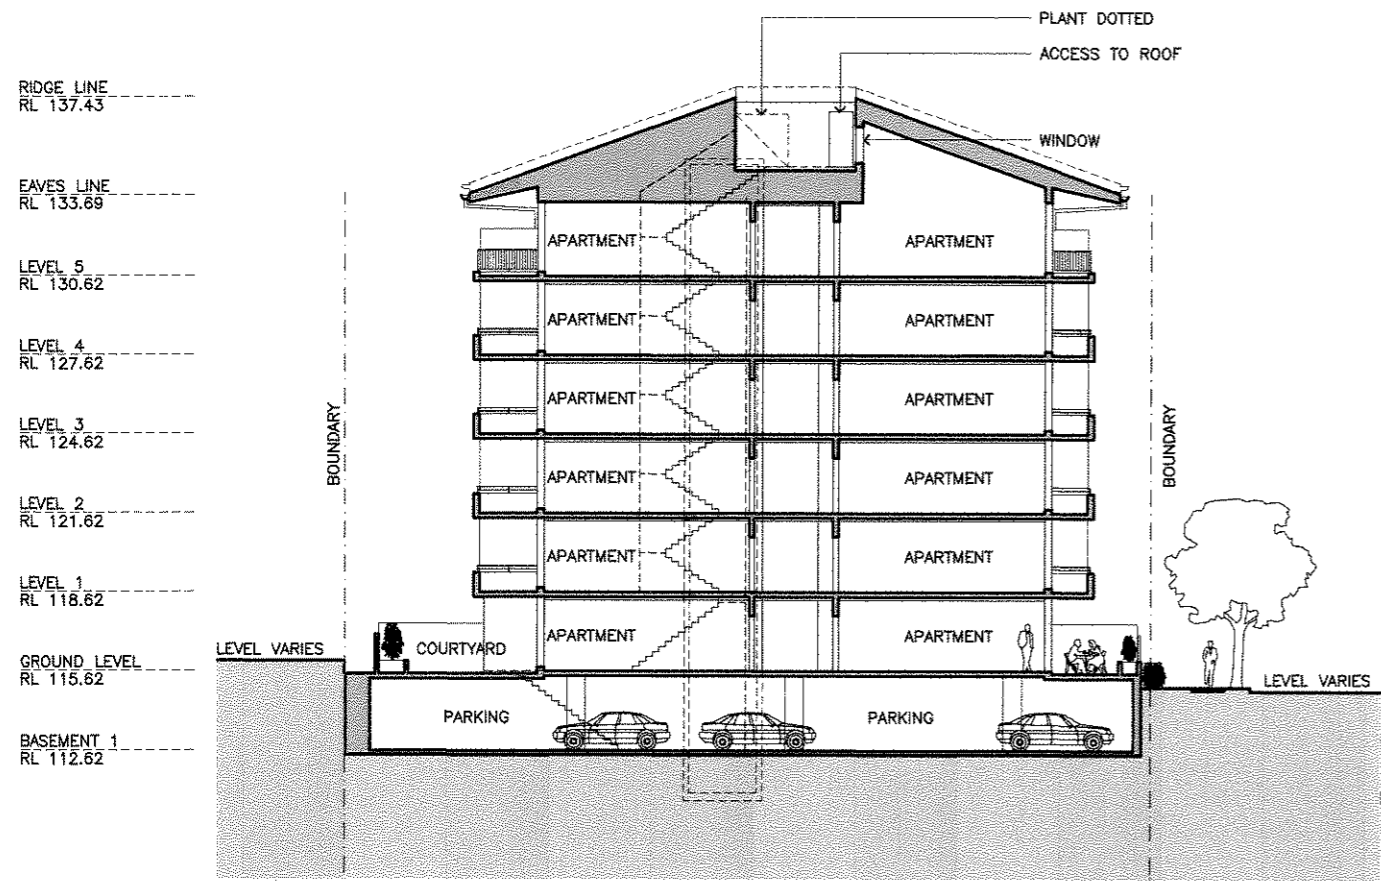 PLANT DOTTED
ACCESS TO ROOF
RIDGE LINE
RL 137.43
WINDOW
EAVES LINE
RL 133.69
APARTMENT
APARTMENT
LEVEL 5
RL 130.62
APARTMENT
APARTMENT
LEVEL 4
RL 127.62
APARTMENT
APARTMENT
LEVEL 3
RL 124.62
BOUNDARY
BOUNDARY
APARTMENT
APARTMENT
LEVEL 2
RL 121.62
APARTMENT
APARTMENT
LEVEL 1
RL 118.62
APARTMENT
APARTMENT
LEVEL VARIES
COURTYARD
GROUND LEVEL
RL 115.62
LEVEL VARIES
PARKING
PARKING
BASEMENT 1
RL 112.62